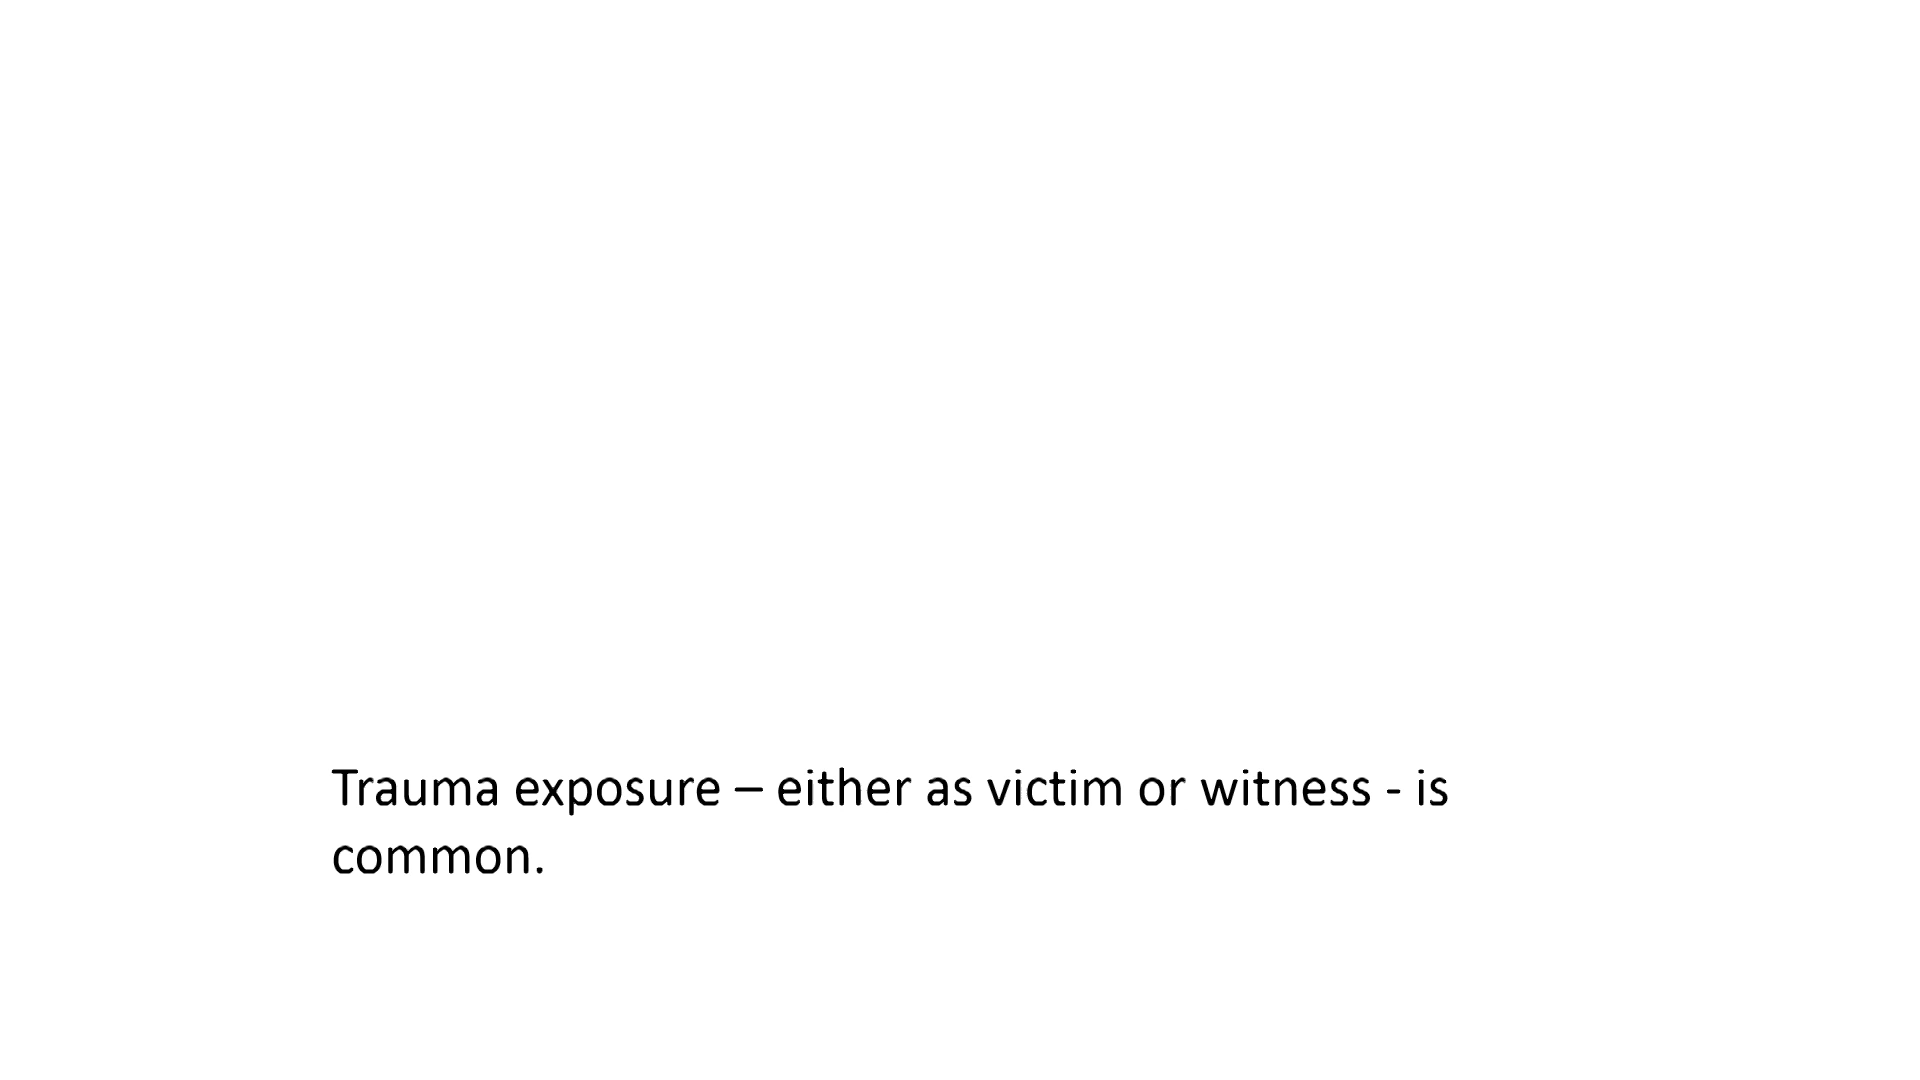 Trauma exposure – either as victim or witness - is
common.